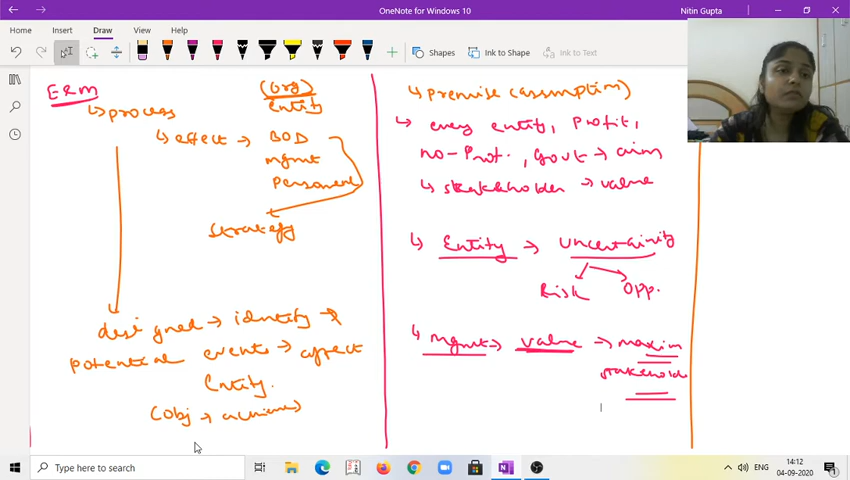 OneNote for Windows 10
Nitin Gupta
Home Insert Draw View Help
Shapes Ink to Shape Ink to Text
ERM
↳ process
↳ effect → BOD
mgmt
Personnel
(Org)
Entity
Strategy
designed → identity
potential events → affect
Entity.
(Obj → achieve)
↳ Premise (assumption)
↳ every entity, Profit,
no-Prof., Govt → aim
↳ stakeholder → value
↳ Entity → Uncertainity
Risk Opp.
↳ Mgmt → value → maxim
stakeholde
Type here to search
ENG
14:12
04-09-2020